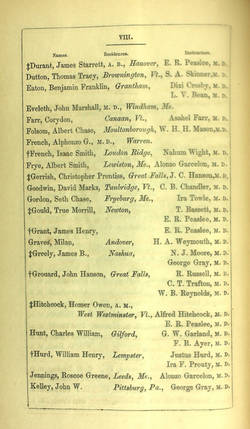 VIII.
Names. Residences. Instructors.
‡Durant, James Starrett, A. B., Hanover, E. R. Peaslee, M. D.
Dutton, Thomas Tracy, Brownington, Vt., S. A. Skinner, M. D.
Eaton, Benjamin Franklin, Grantham, Dixi Crosby, M. D.
L. V. Bean, M. D.
Eveleth, John Marshall, M. D., Windham, Me.
Farr, Corydon, Canaan, Vt., Asahel Farr, M. D.
Folsom, Albert Chase, Moultonborough, W. H. H. Mason, M. D.
French, Alphonzo G., M. D., Warren.
†French, Isaac Smith, London Ridge, Nahum Wight, M. D.
Frye, Albert Smith, Lewiston, Me., Alonzo Garcelon, M. D.
‡Gerrish, Christopher Prentiss, Great Falls, J. C. Hanson, M. D.
Goodwin, David Marks, Tunbridge, Vt., C. B. Chandler, M. D.
Gordon, Seth Chase, Fryeburg, Me., Ira Towle, M. D.
‡Gould, True Morrill, Newton, T. Bassett, M. D.
E. R. Peaslee, M. D.
†Grant, James Henry, E. R. Peaslee, M. D.
Graves, Milan, Andover, H. A. Weymouth, M. D.
‡Greely, James B., Nashua, N. J. Moore, M. D.
George Gray, M. D.
†Grouard, John Hanson, Great Falls, R. Russell, M. D.
C. T. Trafton, M. D.
W. B. Reynolds, M. D.
‡Hitchcock, Homer Owen, A. M.,
West Westminster, Vt., Alfred Hitchcock, M. D.
E. R. Peaslee, M. D.
Hunt, Charles William, Gilford, G. W. Garland, M. D.
F. R. Ayer, M. D.
†Hurd, William Henry, Lempster, Justus Hurd, M. D.
Ira F. Prouty, M. D.
Jennings, Roscoe Greene, Leeds, Me., Alonzo Garcelon, M. D.
Kelley, John W. Pittsburg, Pa., George Gray, M. D.